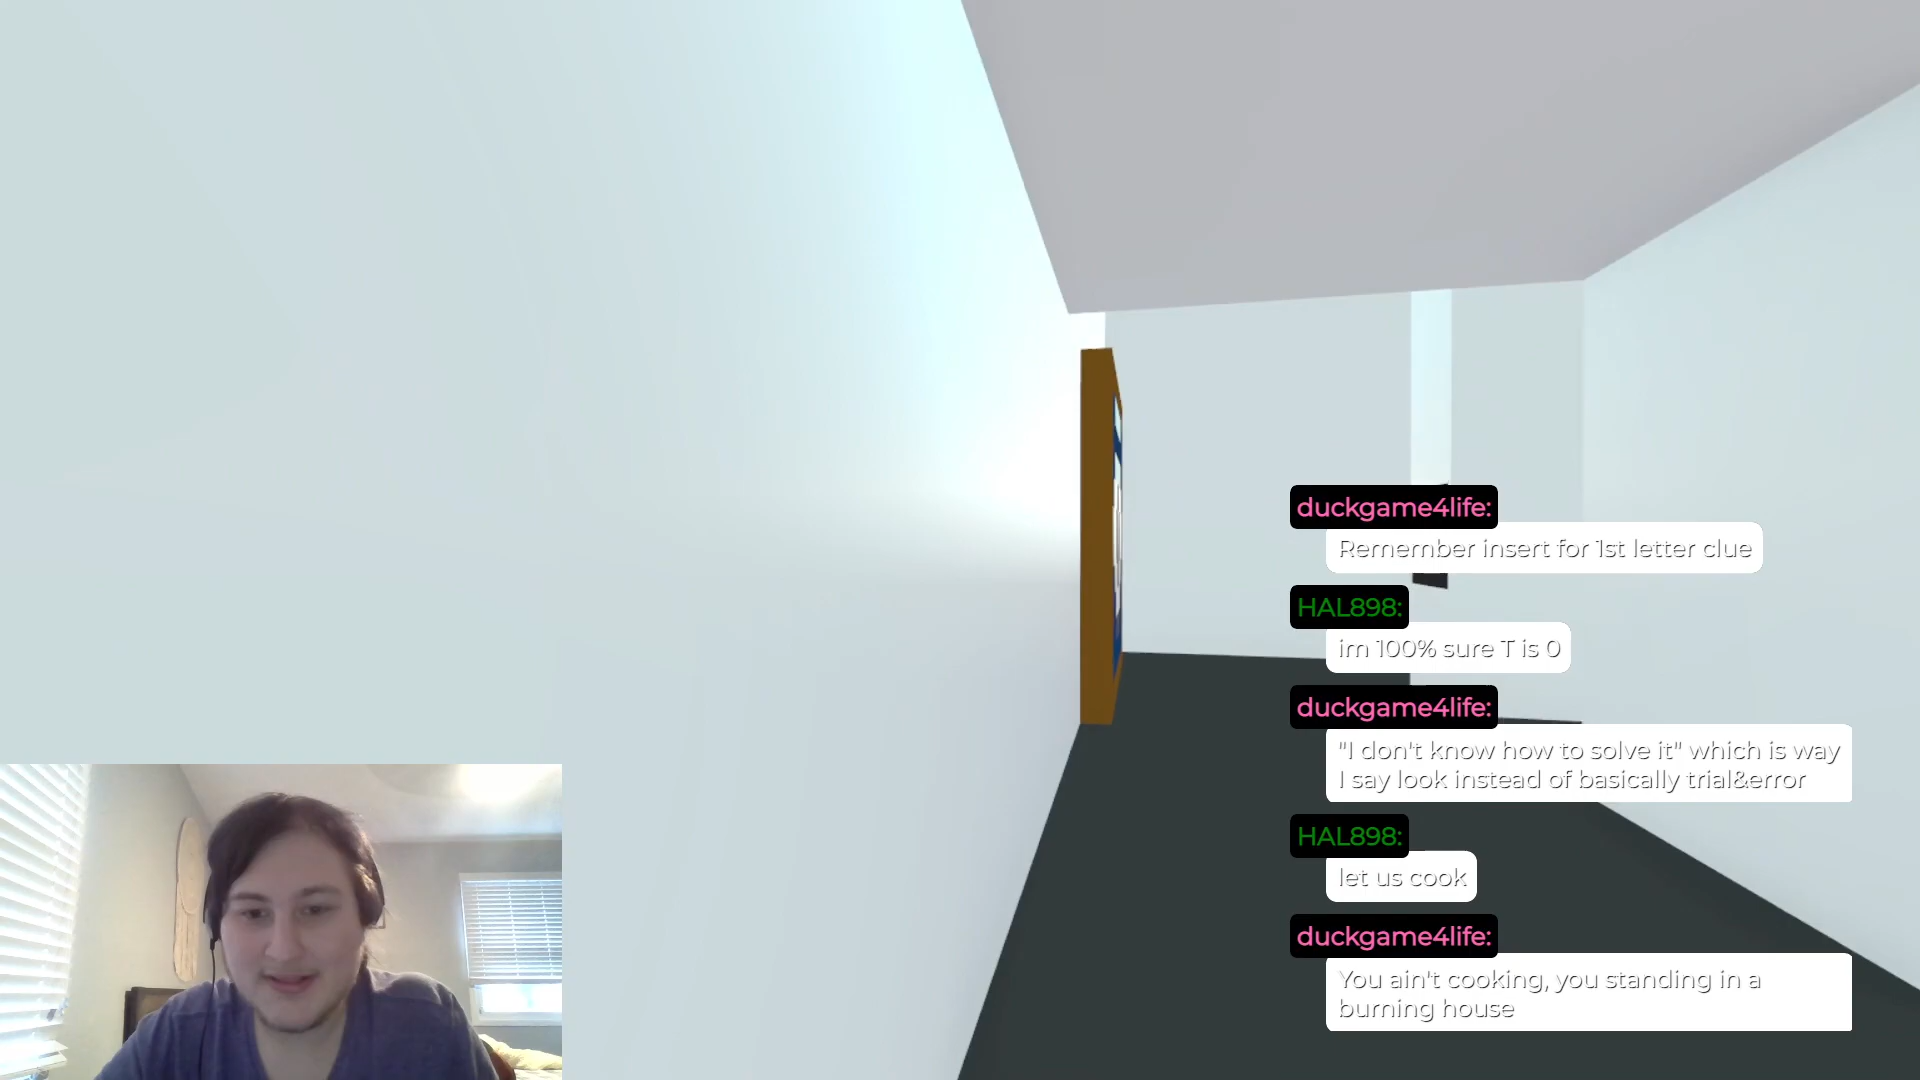 duckgame4life:
Remember insert for 1st letter clue
HAL898:
im 100% sure T is 0
duckgame4life:
"I don't know how to solve it" which is way
I say look instead of basically trial&error
HAL898:
let us cook
duckgame4life:
You ain't cooking, you standing in a
burning house